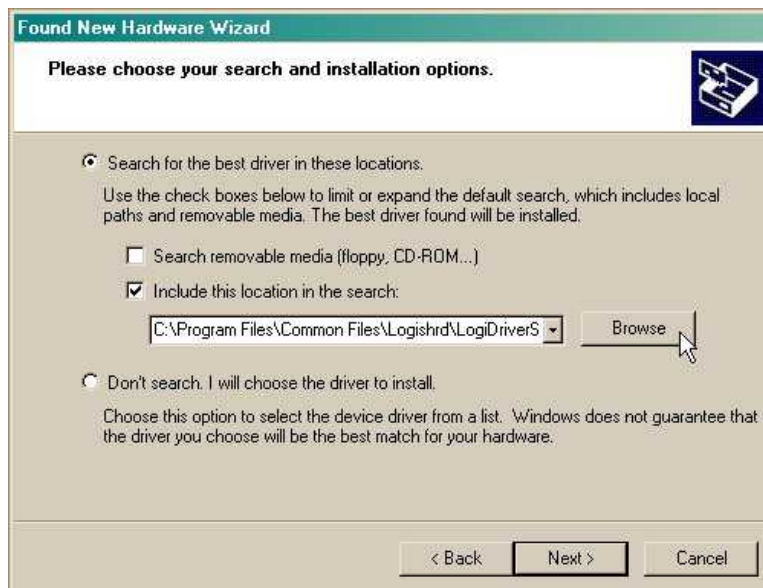 Found New Hardware Wizard
Please choose your search and installation options.
Search for the best driver in these locations.
Use the check boxes below to limit or expand the default search, which includes local
paths and removable media. The best driver found will be installed.
Search removable media (floppy, CD-ROM...)
Include this location in the search:
C:\Program Files\Common Files\Logishrd\LogiDriverS
Browse
Don't search. I will choose the driver to install.
Choose this option to select the device driver from a list. Windows does not guarantee that
the driver you choose will be the best match for your hardware.
< Back
Next >
Cancel